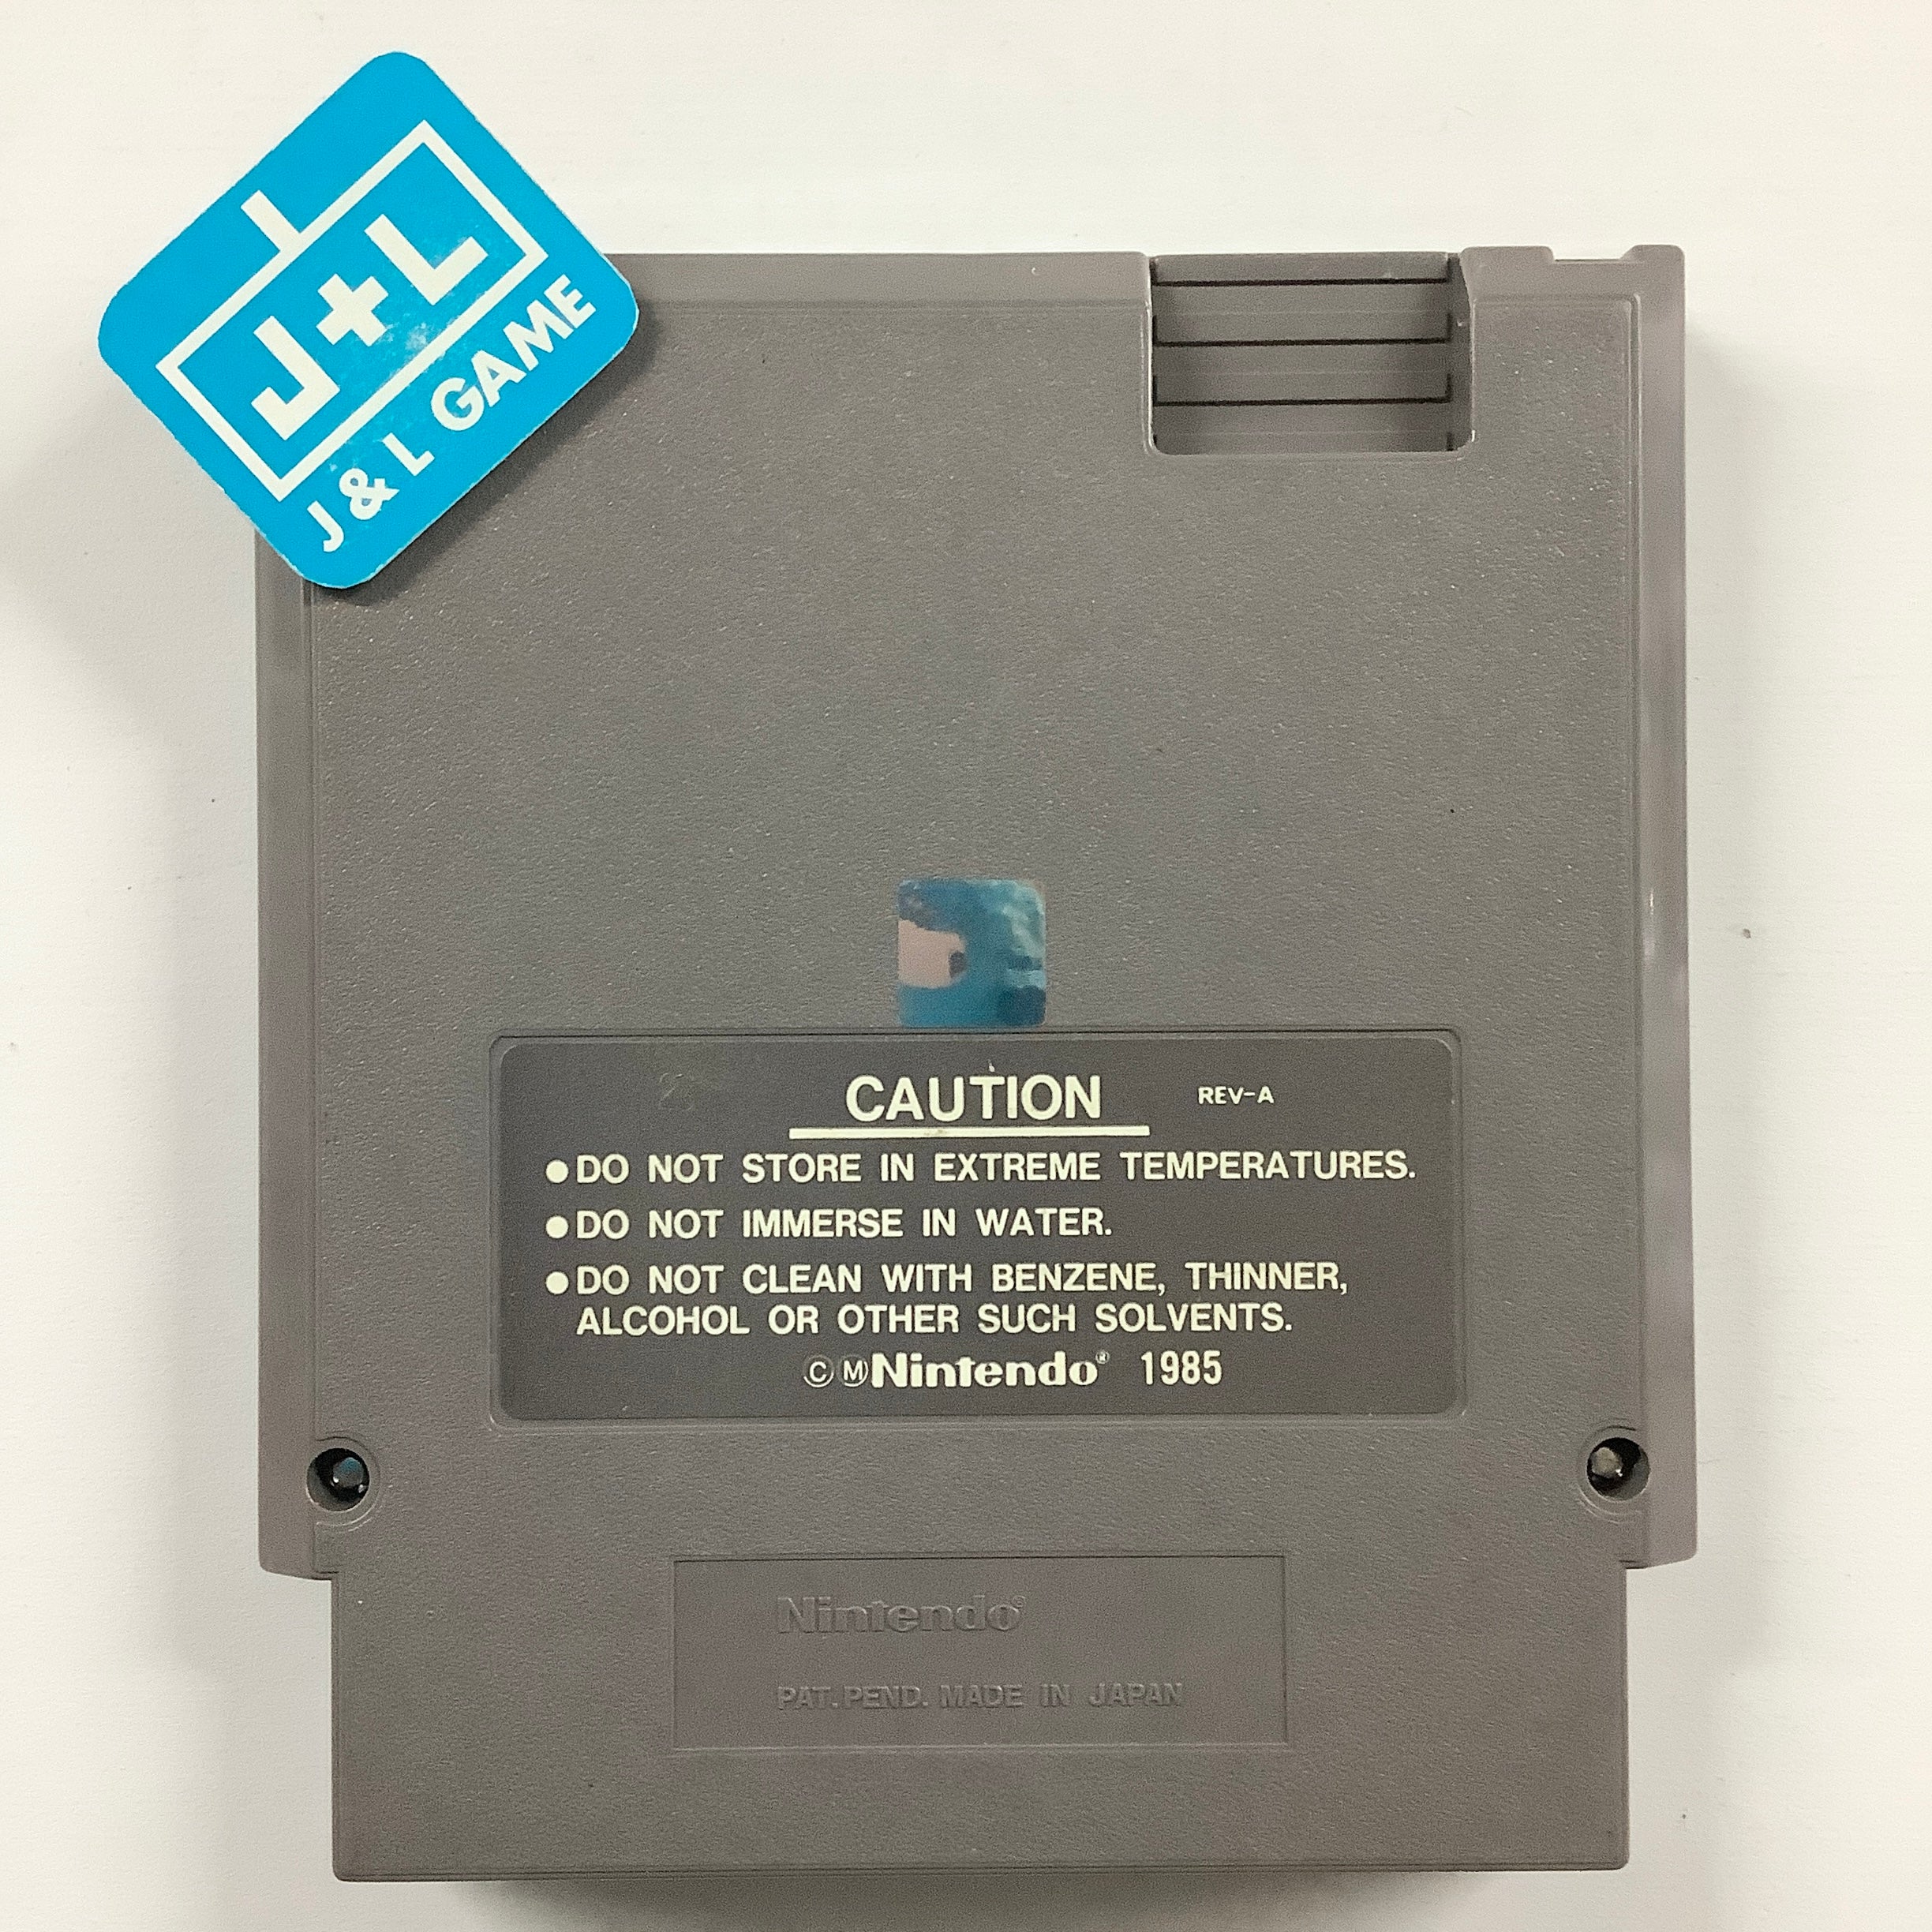 J+L
J & L GAME
CAUTION REV-A
●DO NOT STORE IN EXTREME TEMPERATURES.
●DO NOT IMMERSE IN WATER.
●DO NOT CLEAN WITH BENZENE, THINNER,
ALCOHOL OR OTHER SUCH SOLVENTS.
ⒸⓂNintendo® 1985
Nintendo®
PAT. PEND. MADE IN JAPAN